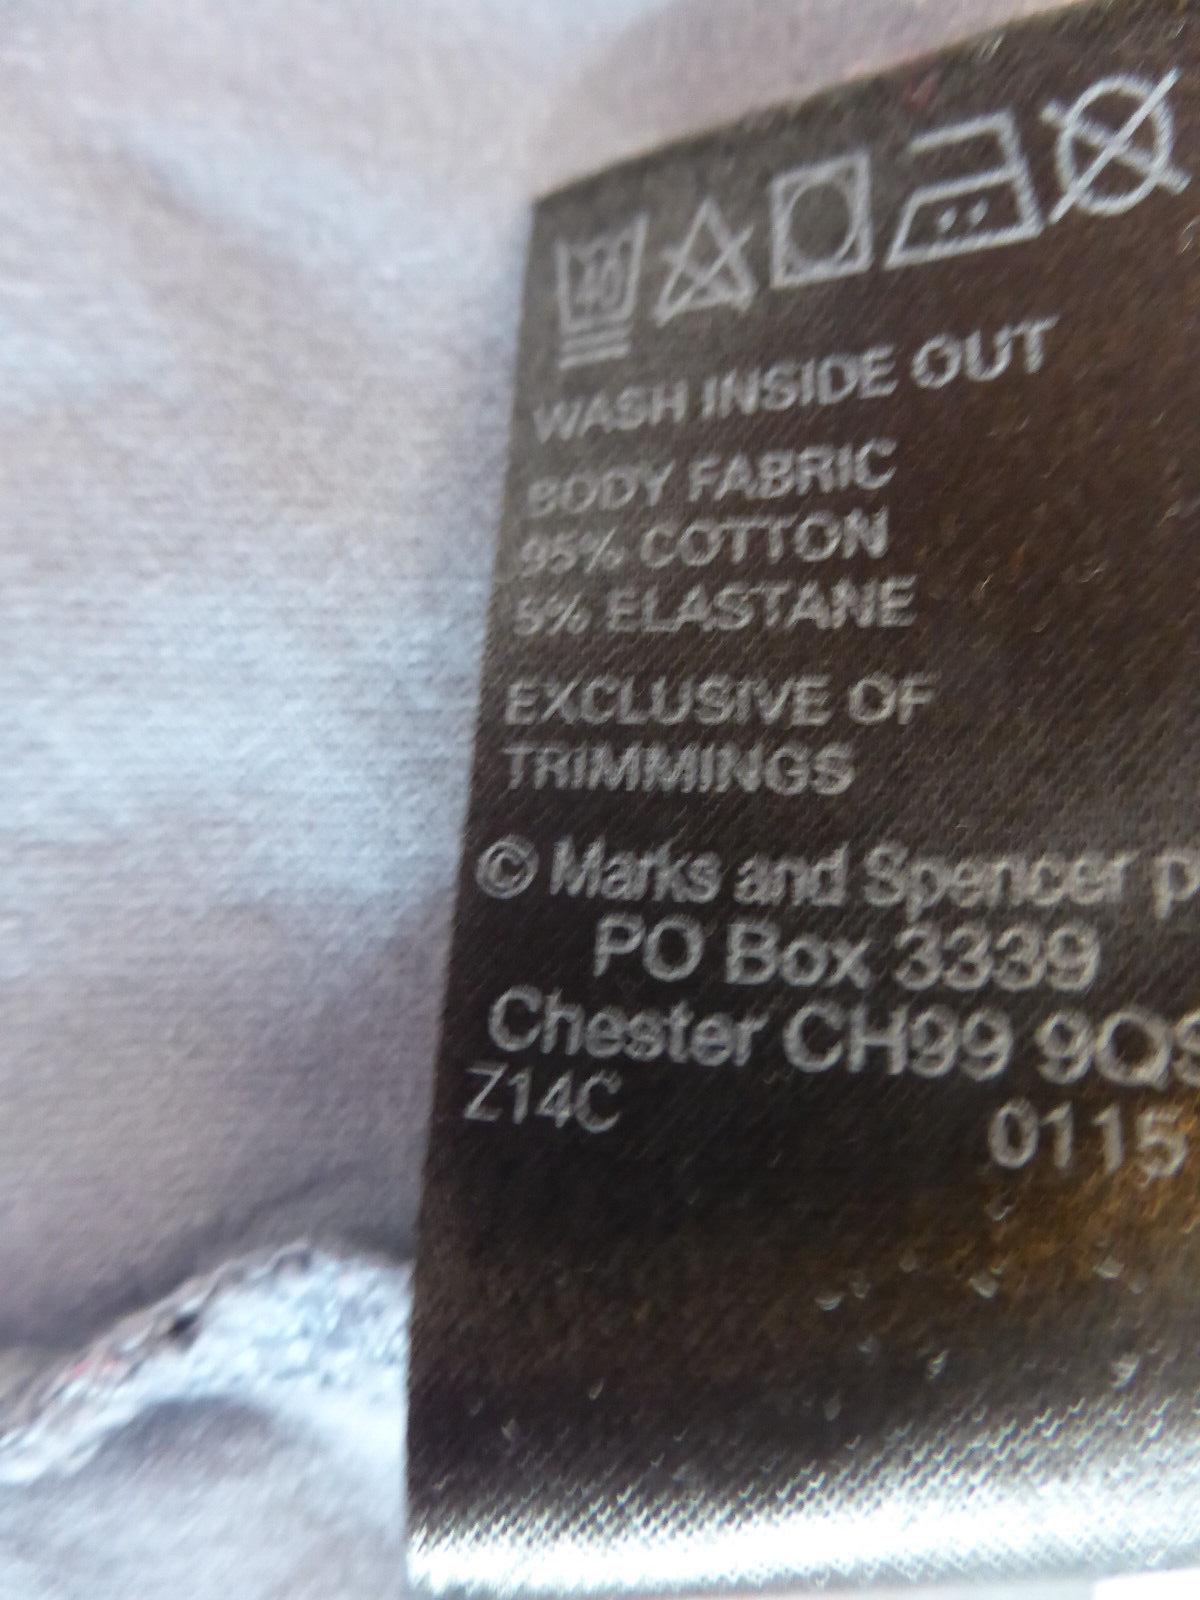 40
WASH INSIDE OUT
BODY FABRIC
95% COTTON
5% ELASTANE
EXCLUSIVE OF
TRIMMINGS
© Marks and Spencer p
PO Box 3339
Chester CH99 9QS
Z14C 0115